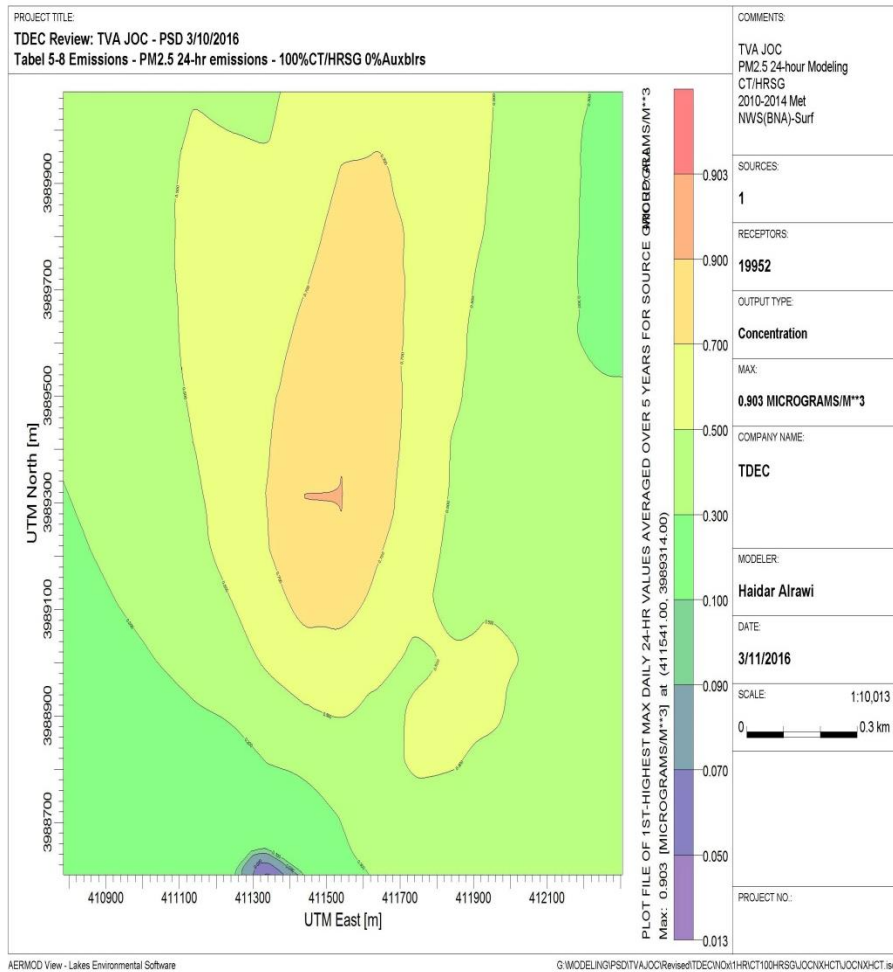 PROJECT TITLE:
TDEC Review: TVA JOC - PSD 3/10/2016
Tabel 5-8 Emissions - PM2.5 24-hr emissions - 100%CT/HRSG 0%Auxblrs
UTM North [m]
3989900
3989700
3989500
3989300
3989100
3988900
3988700
410900
411100
411300
411500
411700
411900
412100
UTM East [m]
PLOT FILE OF 1ST-HIGHEST MAX DAILY 24-HR VALUES AVERAGED OVER 5 YEARS FOR SOURCE
Max: 0.903 [MICROGRAMS/M**3] at (411541.00, 3989314.00)
0.903
0.900
0.700
0.500
0.300
0.100
0.090
0.070
0.050
0.013
COMMENTS:
TVA JOC
PM2.5 24-hour Modeling
CT/HRSG
2010-2014 Met
NWS(BNA)-Surf
SOURCES:
1
RECEPTORS:
19952
OUTPUT TYPE:
Concentration
MAX:
0.903 MICROGRAMS/M**3
COMPANY NAME:
TDEC
MODELER:
Haidar Alrawi
DATE:
3/11/2016
SCALE:
1:10,013
0
0.3 km
PROJECT NO.:
AERMOD View - Lakes Environmental Software